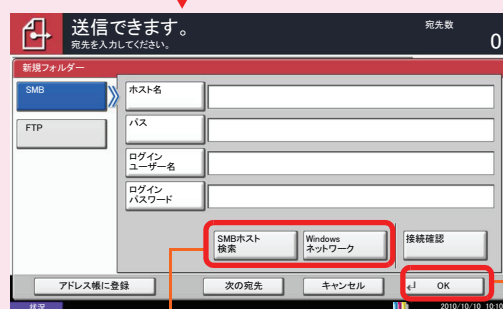 送信できます。
宛先を入力してください。
宛先数
0
新規フォルダー
SMB
FTP
ホスト名
パス
ログイン
ユーザー名
ログイン
パスワード
SMBホスト
検索
Windows
ネットワーク
接続確認
アドレス帳に登録
次の宛先
キャンセル
OK
状況
2010/10/10 10:10